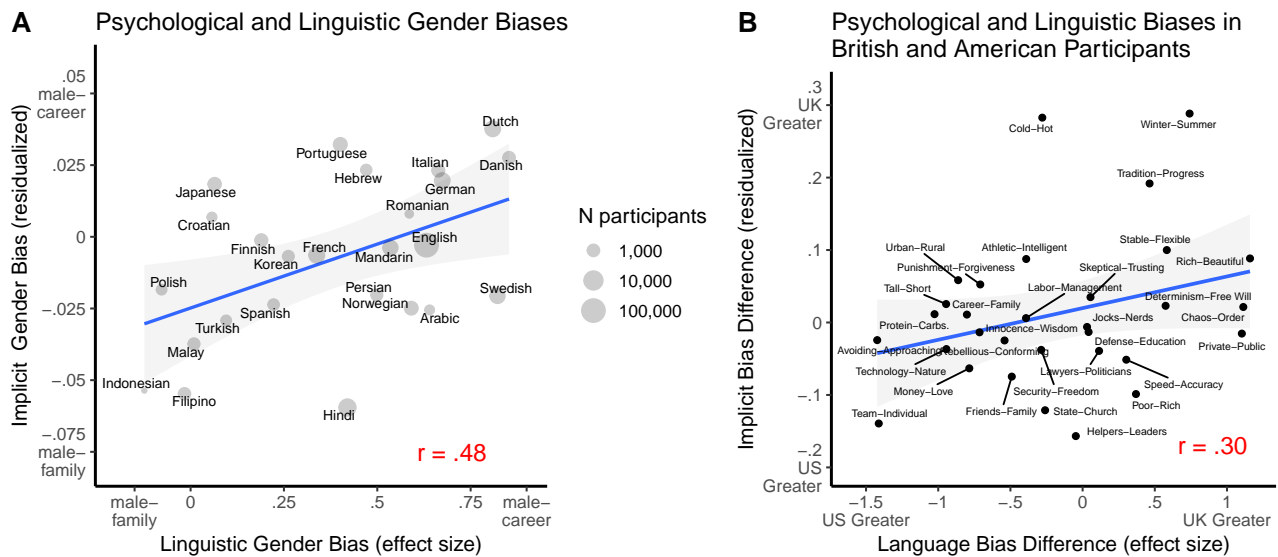 A
Psychological and Linguistic Gender Biases
Implicit Gender Bias (residualized)
.05
male–
career
.025
0
−.025
−.05
−.075
male–
family
Dutch
Portuguese
Italian
Danish
Hebrew
German
Japanese
Romanian
Croatian
Finnish
French
English
Korean
Mandarin
Polish
Persian
Swedish
Spanish
Norwegian
Arabic
Turkish
Malay
Indonesian
Filipino
Hindi
r = .48
male–
family
0
.25
.5
.75
male–
career
Linguistic Gender Bias (effect size)
N participants
1,000
10,000
100,000
B
Psychological and Linguistic Biases in
British and American Participants
Implicit Bias Difference (residualized)
.3
UK
Greater
.2
.1
0
−.1
−.2
US
Greater
Cold–Hot
Winter–Summer
Tradition–Progress
Stable–Flexible
Urban–Rural
Athletic–Intelligent
Rich–Beautiful
Punishment–Forgiveness
Skeptical–Trusting
Tall–Short
Labor–Management
Career–Family
Determinism–Free Will
Protein–Carbs.
Innocence–Wisdom
Jocks–Nerds
Chaos–Order
Defense–Education
Private–Public
Avoiding–Approaching
Rebellious–Conforming
Technology–Nature
Lawyers–Politicians
Money–Love
Security–Freedom
Speed–Accuracy
Team–Individual
Friends–Family
State–Church
Poor–Rich
Helpers–Leaders
r = .30
−1.5
US Greater
−1
−.5
0
.5
1
UK Greater
Language Bias Difference (effect size)